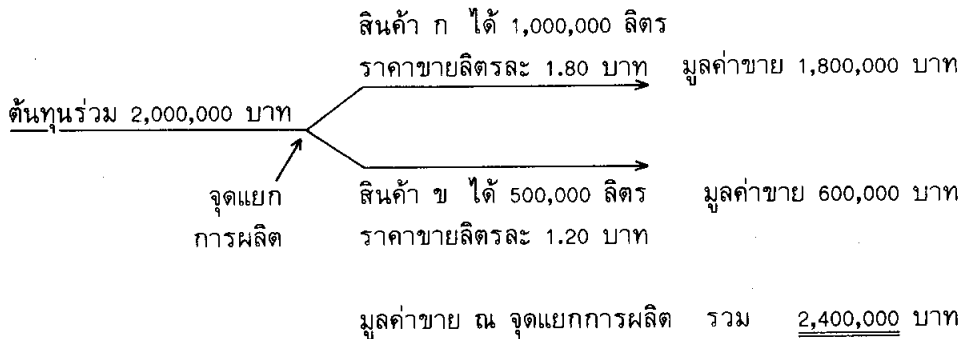 สินค้า ก ได้ 1,000,000 ลิตร
ราคาขายลิตรละ 1.80 บาท มูลค่าขาย 1,800,000 บาท
ต้นทุนร่วม 2,000,000 บาท
จุดแยก
การผลิต
สินค้า ข ได้ 500,000 ลิตร มูลค่าขาย 600,000 บาท
ราคาขายลิตรละ 1.20 บาท
มูลค่าขาย ณ จุดแยกการผลิต รวม 2,400,000 บาท